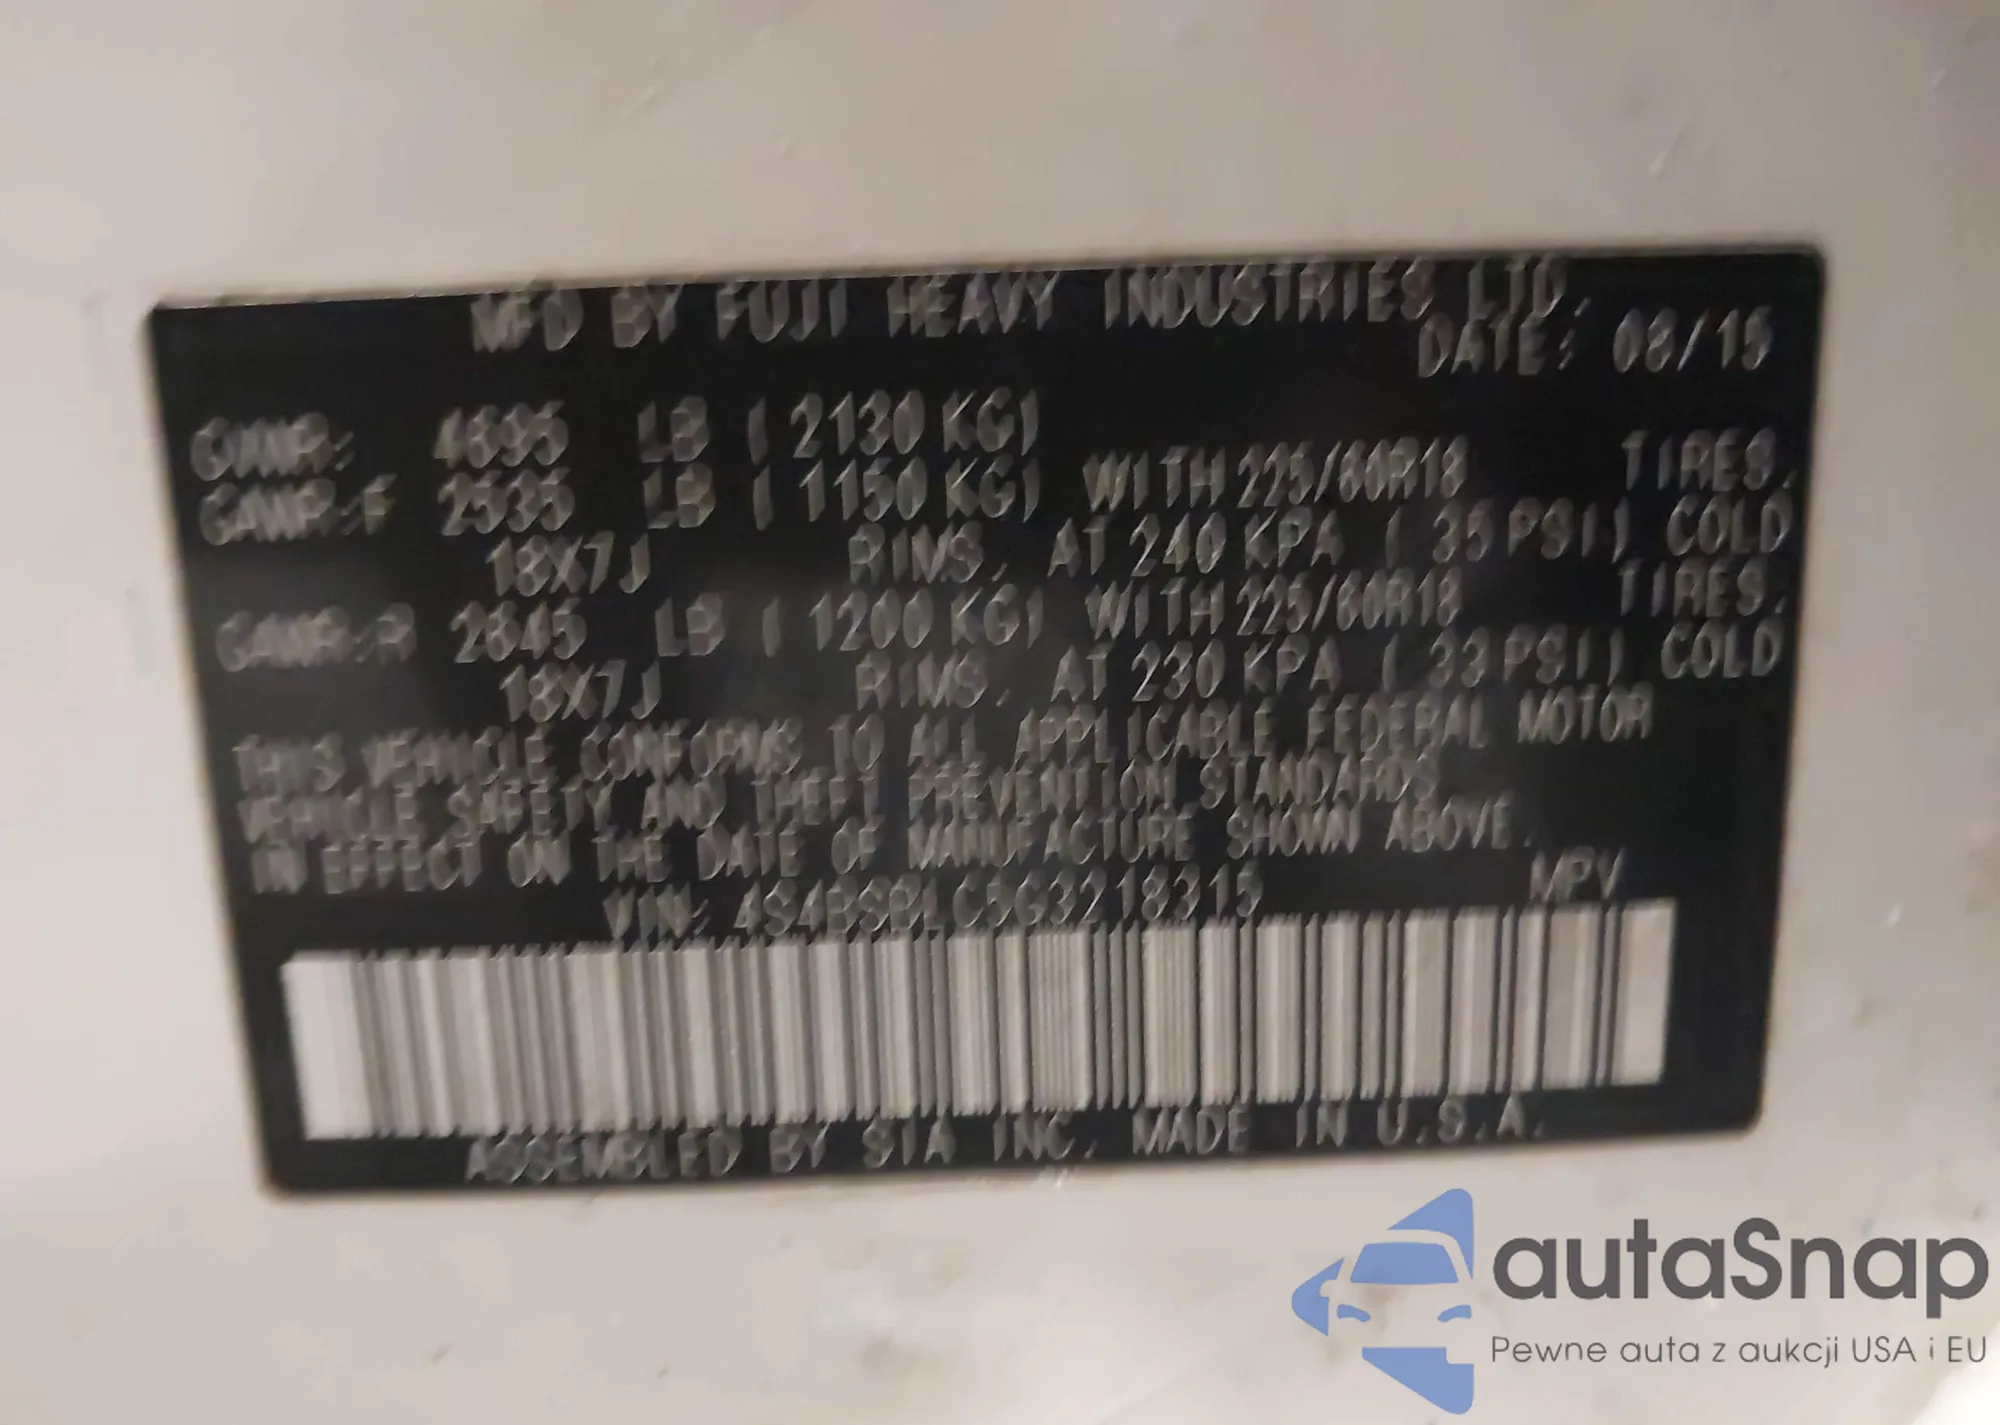 MFD BY FUJI HEAVY INDUSTRIES LTD.
DATE: 08/15
GVWR: 4695 LB ( 2130 KG)
GAWR:F 2535 LB ( 1150 KG) WITH 225/60R18 TIRES.
18X7J RIMS, AT 240 KPA ( 35 PSI) COLD
GAWR:R 2645 LB ( 1200 KG) WITH 225/60R18 TIRES.
18X7J RIMS, AT 230 KPA ( 33 PSI) COLD
THIS VEHICLE CONFORMS TO ALL APPLICABLE FEDERAL MOTOR
VEHICLE SAFETY AND THEFT PREVENTION STANDARDS
IN EFFECT ON THE DATE OF MANUFACTURE SHOWN ABOVE.
VIN: 4S4BSBLC5G3218315 MPV
ASSEMBLED BY SIA INC. MADE IN U.S.A.
autaSnap
Pewne auta z aukcji USA i EU